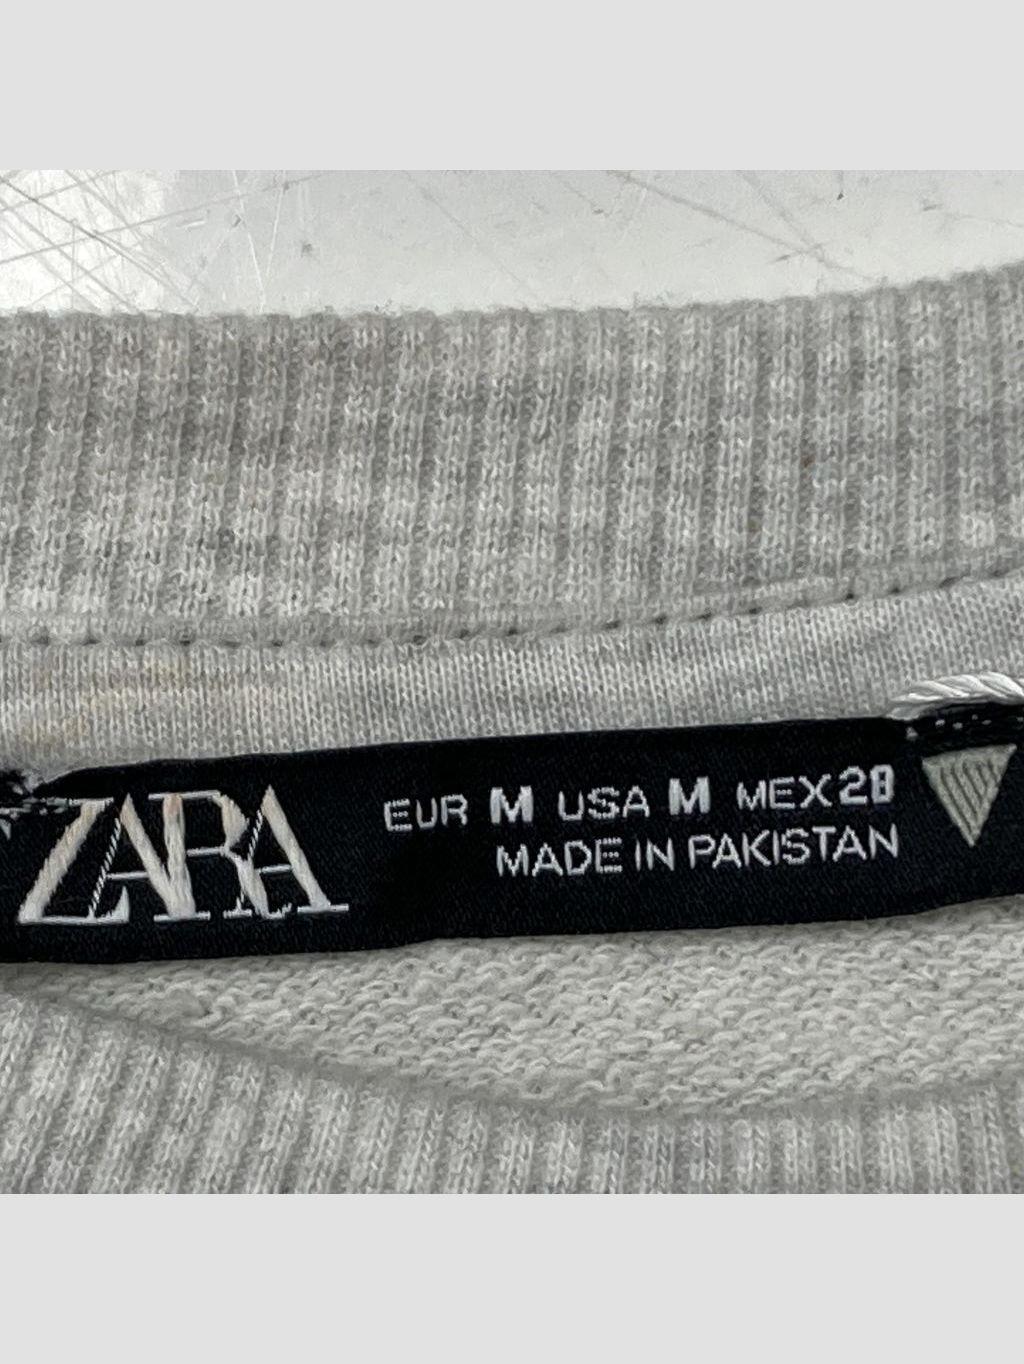 ZARA
EUR M USA M MEX 28
MADE IN PAKISTAN